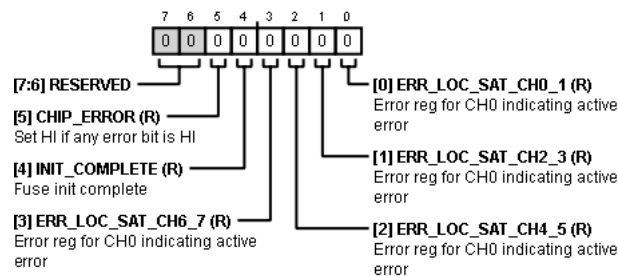 7 6 5 4 3 2 1 0
0 0 0 0 0 0 0 0
[7:6] RESERVED
[5] CHIP_ERROR (R)
Set HI if any error bit is HI
[4] INIT_COMPLETE (R)
Fuse init complete
[3] ERR_LOC_SAT_CH6_7 (R)
Error reg for CH0 indicating active
error
[0] ERR_LOC_SAT_CH0_1 (R)
Error reg for CH0 indicating active
error
[1] ERR_LOC_SAT_CH2_3 (R)
Error reg for CH0 indicating active
error
[2] ERR_LOC_SAT_CH4_5 (R)
Error reg for CH0 indicating active
error